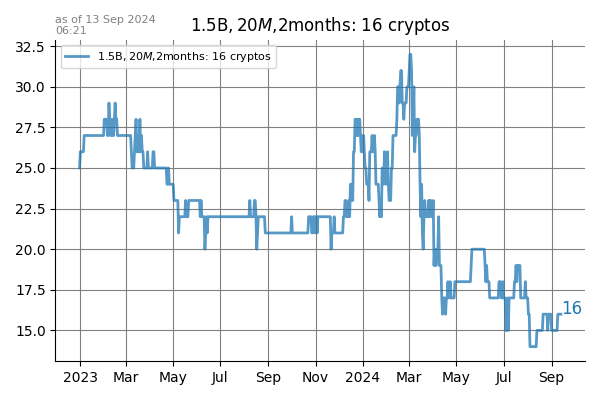 as of 13 Sep 2024
06:21
1.5B, 20M,2months: 16 cryptos
1.5B, 20M,2months: 16 cryptos
32.5
30.0
27.5
25.0
22.5
20.0
17.5
15.0
16
2023 Mar May Jul Sep Nov 2024 Mar May Jul Sep